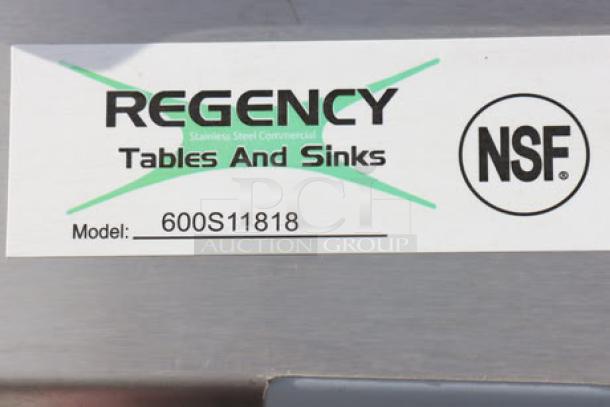 REGENCY
Stainless Steel Commercial
Tables And Sinks
NSF®
Model: 600S11818
PCI
AUCTION GROUP